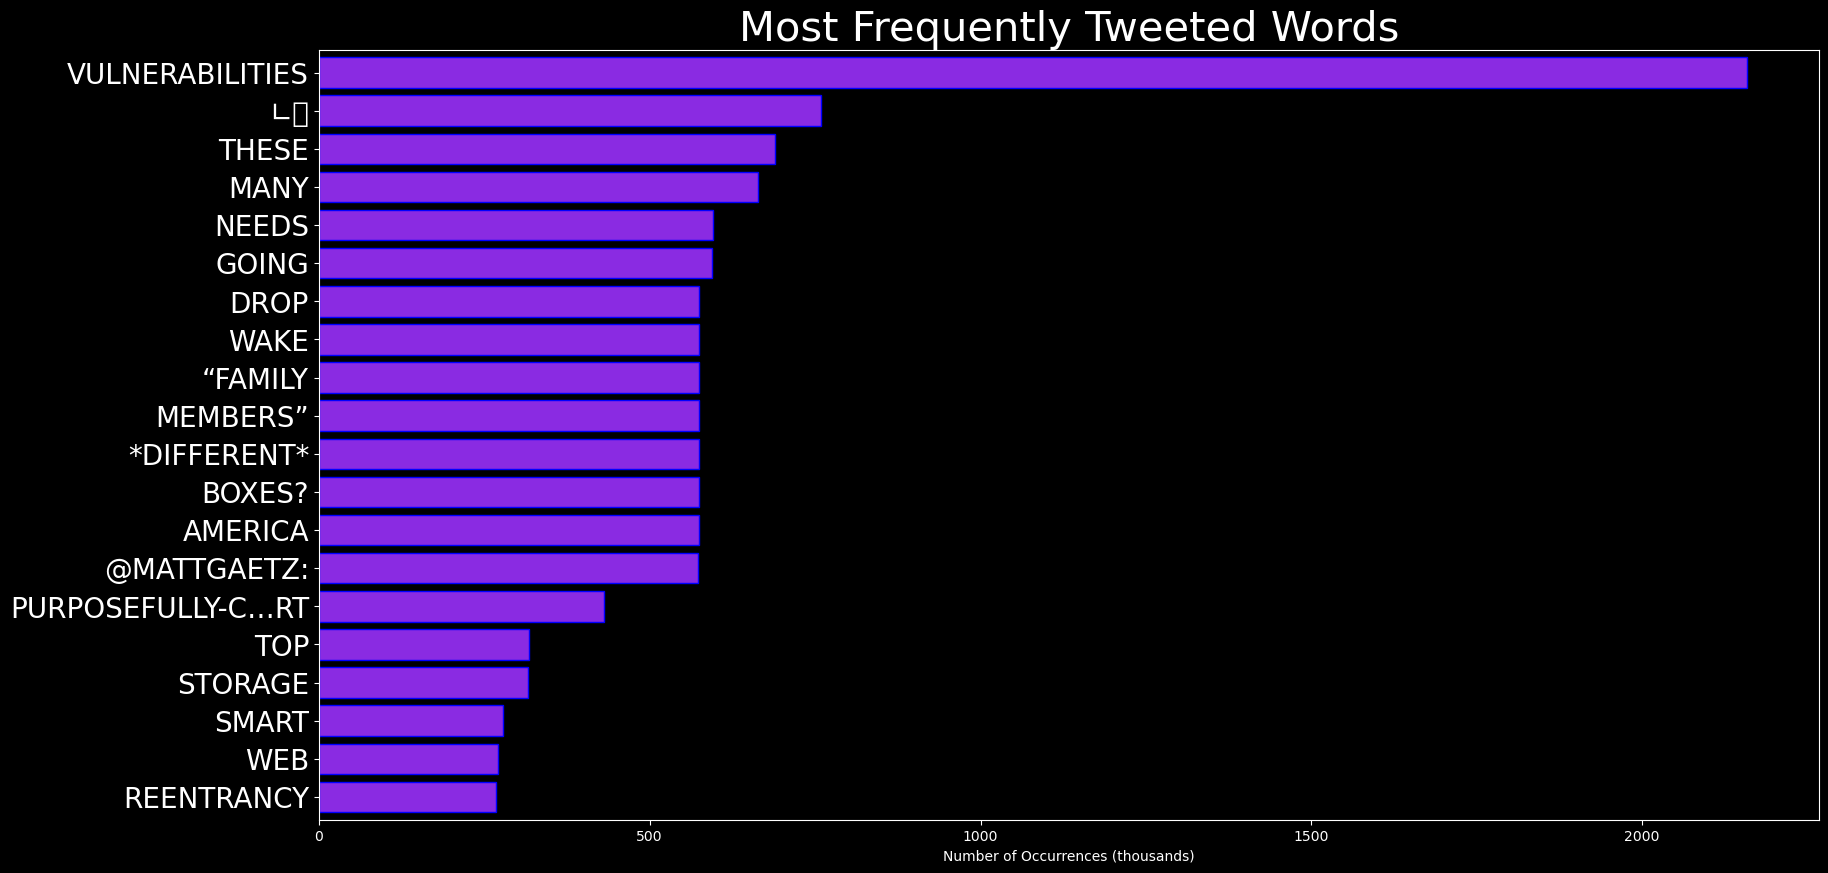 Most Frequently Tweeted Words
VULNERABILITIES
∟
THESE
MANY
NEEDS
GOING
DROP
WAKE
“FAMILY
MEMBERS”
*DIFFERENT*
BOXES?
AMERICA
@MATTGAETZ:
PURPOSEFULLY-C…RT
TOP
STORAGE
SMART
WEB
REENTRANCY
0 500 1000 1500 2000
Number of Occurrences (thousands)